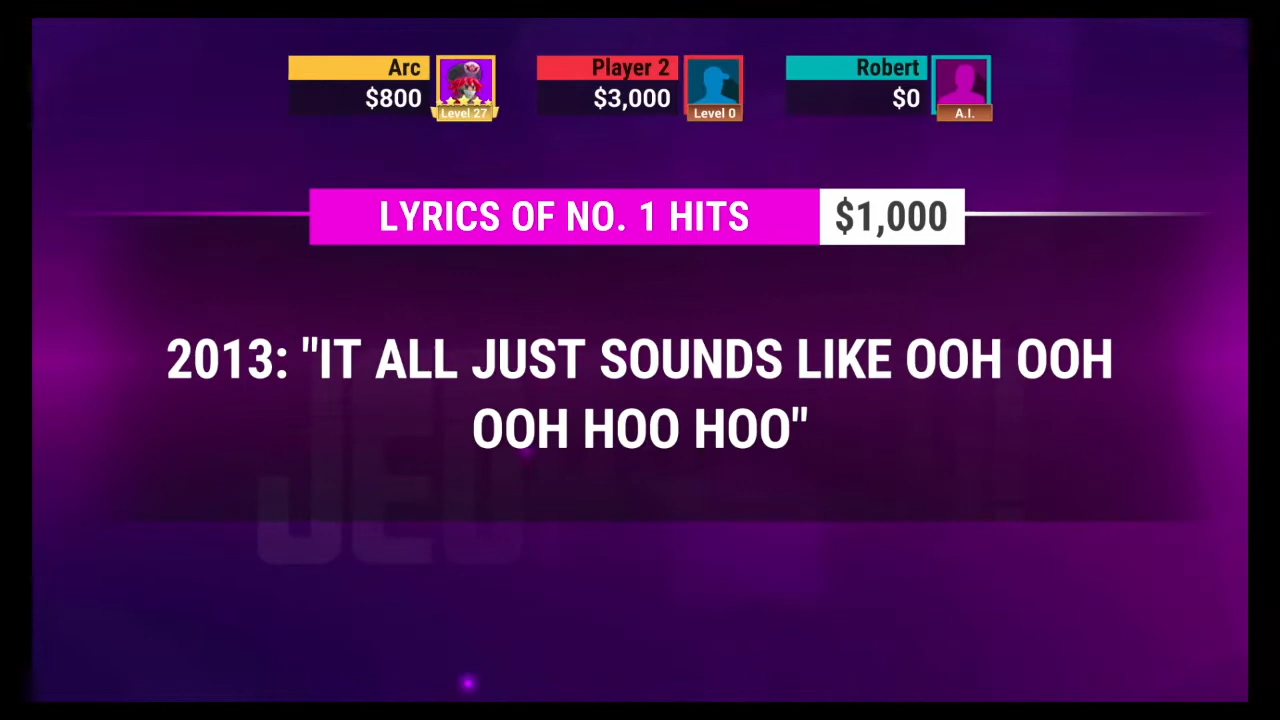 Arc
$800
Level 27
Player 2
$3,000
Level 0
Robert
$0
A.I.
LYRICS OF NO. 1 HITS
$1,000
2013: "IT ALL JUST SOUNDS LIKE OOH OOH
OOH HOO HOO"
JEO